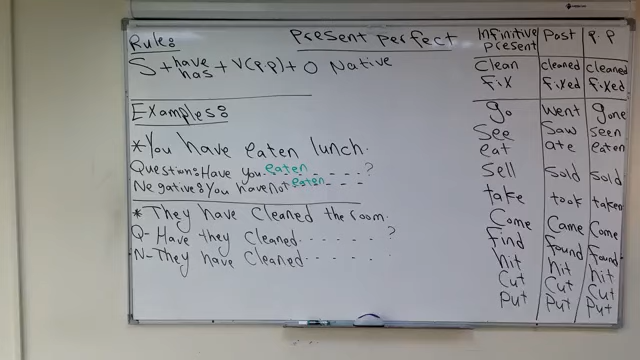 Rule: Present perfect
S + have has + V(P.P) + O Native
Examples:
*You have eaten lunch.
Question: Have you eaten - - - - ?
Negative: You have not eaten - - -
* They have Cleaned the room.
Q- Have they Cleaned - - - - - - ?
N- They have Cleaned - - - - - -
Infinitive present Past P.P
Clean cleaned cleaned
fix fixed fixed
go went gone
See Saw seen
eat ate eaten
Sell Sold Sold
take took taken
Come Came Come
find found found
hit hit hit
Cut Cut Cut
Put Put Put